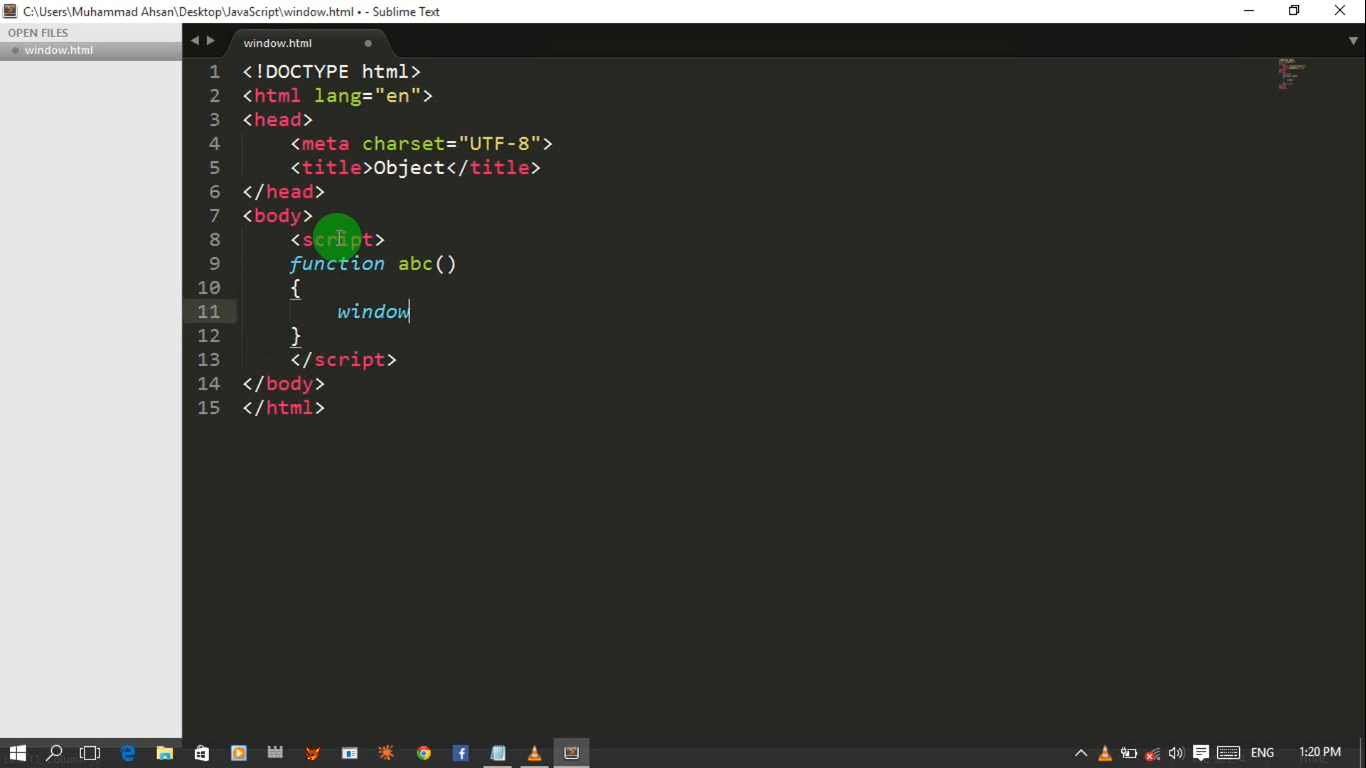 C:\Users\Muhammad Ahsan\Desktop\JavaScript\window.html • - Sublime Text
OPEN FILES
window.html
window.html
1 <!DOCTYPE html>
2 <html lang="en">
3 <head>
4 <meta charset="UTF-8">
5 <title>Object</title>
6 </head>
7 <body>
8 <script>
9 function abc()
10 {
11 window
12 }
13 </script>
14 </body>
15 </html>
ENG
1:20 PM